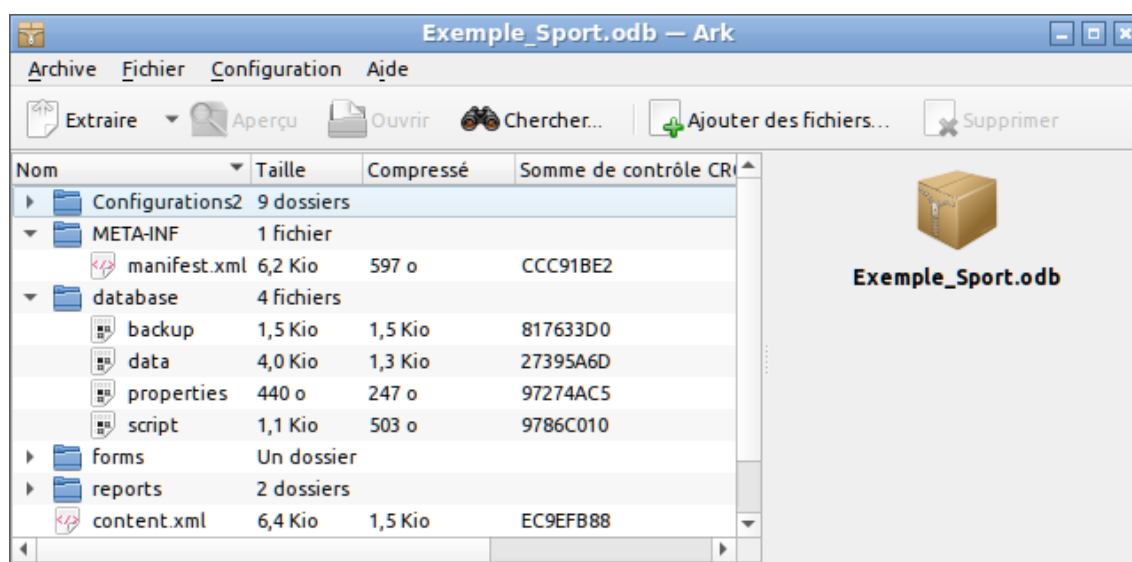 Exemple_Sport.odb — Ark
Archive Fichier Configuration Aide
Extraire Aperçu Ouvrir Chercher... Ajouter des fichiers... Supprimer
Nom Taille Compressé Somme de contrôle CR
Configurations2 9 dossiers
META-INF 1 fichier
manifest.xml 6,2 Kio 597 o CCC91BE2
database 4 fichiers
backup 1,5 Kio 1,5 Kio 817633D0
data 4,0 Kio 1,3 Kio 27395A6D
properties 440 o 247 o 97274AC5
script 1,1 Kio 503 o 9786C010
forms Un dossier
reports 2 dossiers
content.xml 6,4 Kio 1,5 Kio EC9EFB88
Exemple_Sport.odb